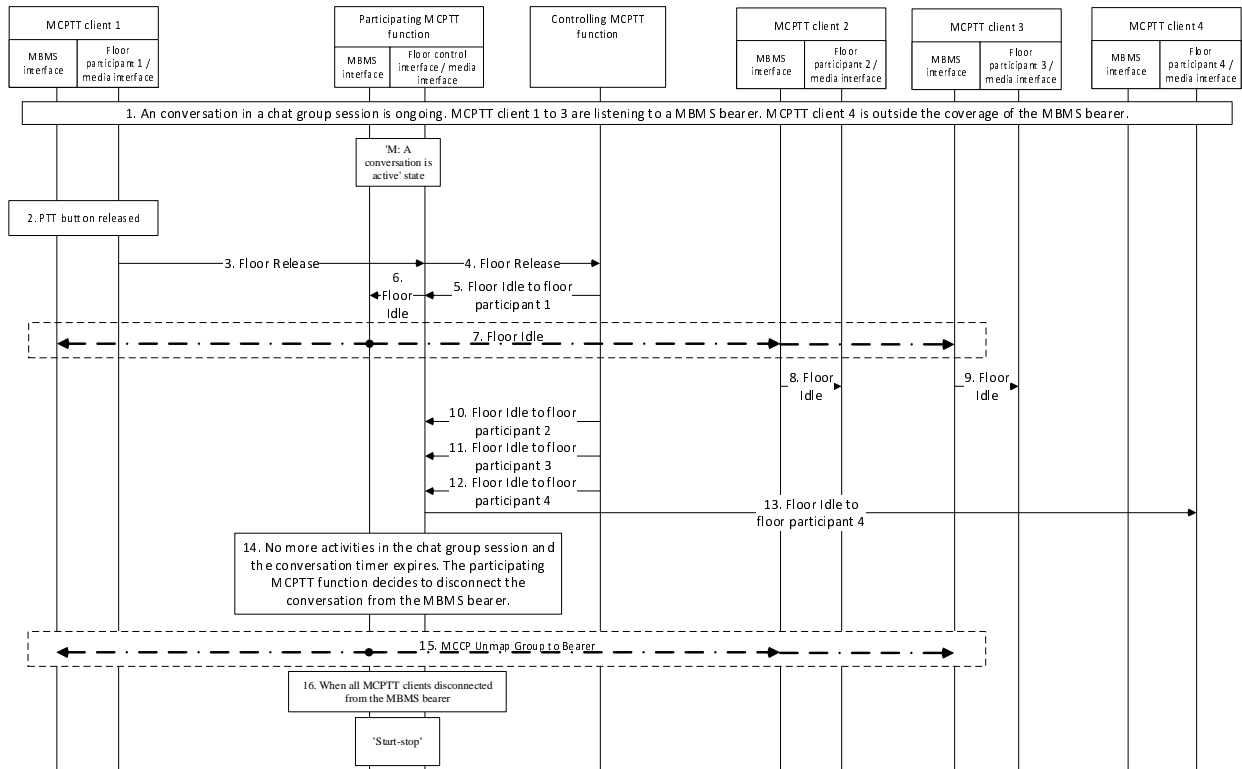 MCPTT client 1
MBMS
interface
Floor
participant 1 /
media interface
Participating MCPTT
function
MBMS
interface
Floor control
interface/ media
interface
Controlling MCPTT
function
MCPTT client 2
MBMS
interface
Floor
participant 2 /
media interface
MCPTT client 3
MBMS
interface
Floor
participant 3 /
media interface
MCPTT client 4
MBMS
interface
Floor
participant 4 /
media interface
1. An conversation in a chat group session is ongoing. MCPTT client 1 to 3 are listening to a MBMS bearer. MCPTT client 4 is outside the coverage of the MBMS bearer.
'M: A
conversation is
active' state
2. PTT button released
3. Floor Release
4. Floor Release
5. Floor Idle to floor
participant 1
6.
Floor
Idle
7. Floor Idle
8. Floor
Idle
9. Floor
Idle
10. Floor Idle to floor
participant 2
11. Floor Idle to floor
participant 3
12. Floor Idle to floor
participant 4
13. Floor Idle to
floor participant 4
14. No more activities in the chat group session and
the conversation timer expires. The participating
MCPTT function decides to disconnect the
conversation from the MBMS bearer.
15. MCCP Unmap Group to Bearer
16. When all MCPTT clients disconnected
from the MBMS bearer
'Start-stop'